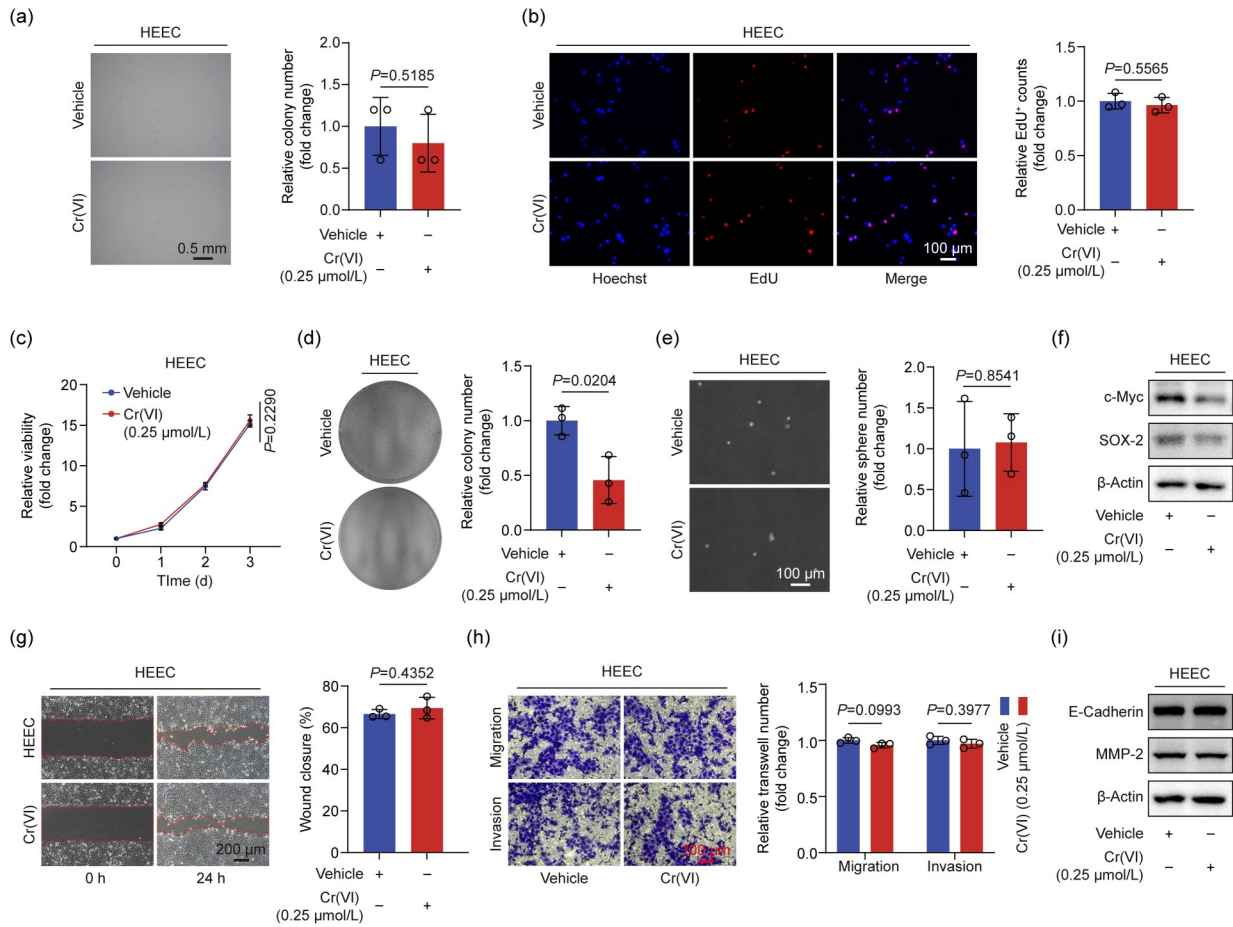 (a)
HEEC
Vehicle
Cr(VI)
0.5 mm
Relative colony number
(fold change)
2.0
1.5
1.0
0.5
0.0
P=0.5185
Vehicle + −
Cr(VI)
(0.25 μmol/L) − +
(b)
HEEC
Vehicle
Cr(VI)
100 μm
Hoechst EdU Merge
Relative EdU+ counts
(fold change)
1.5
1.0
0.5
0
P=0.5565
Vehicle + −
Cr(VI)
(0.25 μmol/L) − +
(c)
HEEC
Relative viability
(fold change)
20
15
10
5
0
Vehicle
Cr(VI)
(0.25 μmol/L)
P=0.2290
0 1 2 3
TIme (d)
(d)
HEEC
Vehicle
Cr(VI)
Relative colony number
(fold change)
1.5
1.0
0.5
0.0
P=0.0204
Vehicle + −
Cr(VI)
(0.25 μmol/L) − +
(e)
HEEC
Vehicle
Cr(VI)
100 μm
Relative sphere number
(fold change)
2.0
1.5
1.0
0.5
0.0
P=0.8541
Vehicle + −
Cr(VI)
(0.25 μmol/L) − +
(f)
HEEC
c-Myc
SOX-2
β-Actin
Vehicle + −
Cr(VI)
(0.25 μmol/L) − +
(g)
HEEC
HEEC
Cr(VI)
200 μm
0 h 24 h
Wound closure (%)
80
60
40
20
0
P=0.4352
Vehicle + −
Cr(VI)
(0.25 μmol/L) − +
(h)
HEEC
Migration
Invasion
100 μm
Vehicle Cr(VI)
Relative transwell number
(fold change)
1.5
1.0
0.5
0.0
P=0.0993 P=0.3977
Migration Invasion
Vehicle
Cr(VI) (0.25 μmol/L)
(i)
HEEC
E-Cadherin
MMP-2
β-Actin
Vehicle + −
Cr(VI)
(0.25 μmol/L) − +